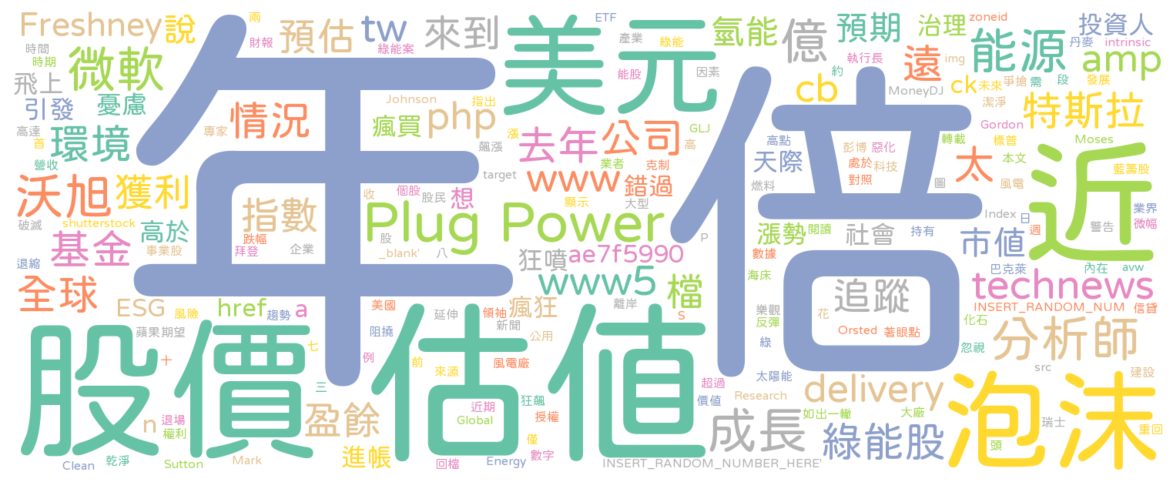 Freshney 說
兩
財報
ETF
產業
綠能
時間
時期
綠能案
預估
tw
來到
美元
氫能
億
預期
治理
zoneid
投資人
丹麥
intrinsic
微軟
飛上
年
倍
能股
因素
執行長
約
遠
能源
amp
img
爭搶
需
段
發展
引發
憂慮
Johnson
指出
cb
MoneyDJ
ck
未來
潔淨
高達
首
專家
情況
瘋買
php
漲
高
GLJ
高點
彭博
惡化
轉載
Gordon
標普
特斯拉
環境
營收
飆漲
去年
公司
業者
克制
處於
科技
對照
本文
Moses
藍籌股
沃旭
獲利
收
個股
target
www
錯過
天際
太
近
破滅
shutterstock
指數
股民
想
顯示
大型
燃料
圖
風電
業界
微幅
基金
高於
跌幅
企業
股
Plug Power
漲勢
閱讀
社會
Index
日
週
警告
事業股
拜登
_blank'
八
狂噴
ae7f5990
P
數據
持有
市値
退縮
全球
www5
檔
海床
巴克萊
內在
avw
technews
ESG
風險
href
趨勢
a
美國
延伸
領袖
瘋狂
離岸
s
樂觀
反彈
追蹤
INSERT_RANDOM_NUM
信貸
蘋果期望
阻撓
新聞
公用
花
Orsted
著眼點
化石
忽視
分析師
十
七
例
前
風電廠
綠
股價
估値
泡沫
三
來源
太陽能
src
建設
超過
價値
delivery
n
退場
權利
盈餘
近期
Global
狂飆
授權
Research
成長
如出一轍
大廠
綠能股
瑞士
重回
頭
乾淨
僅
數字
Clean
Sutton
Mark
進帳
回檔
Energy
INSERT_RANDOM_NUMBER_HERE'